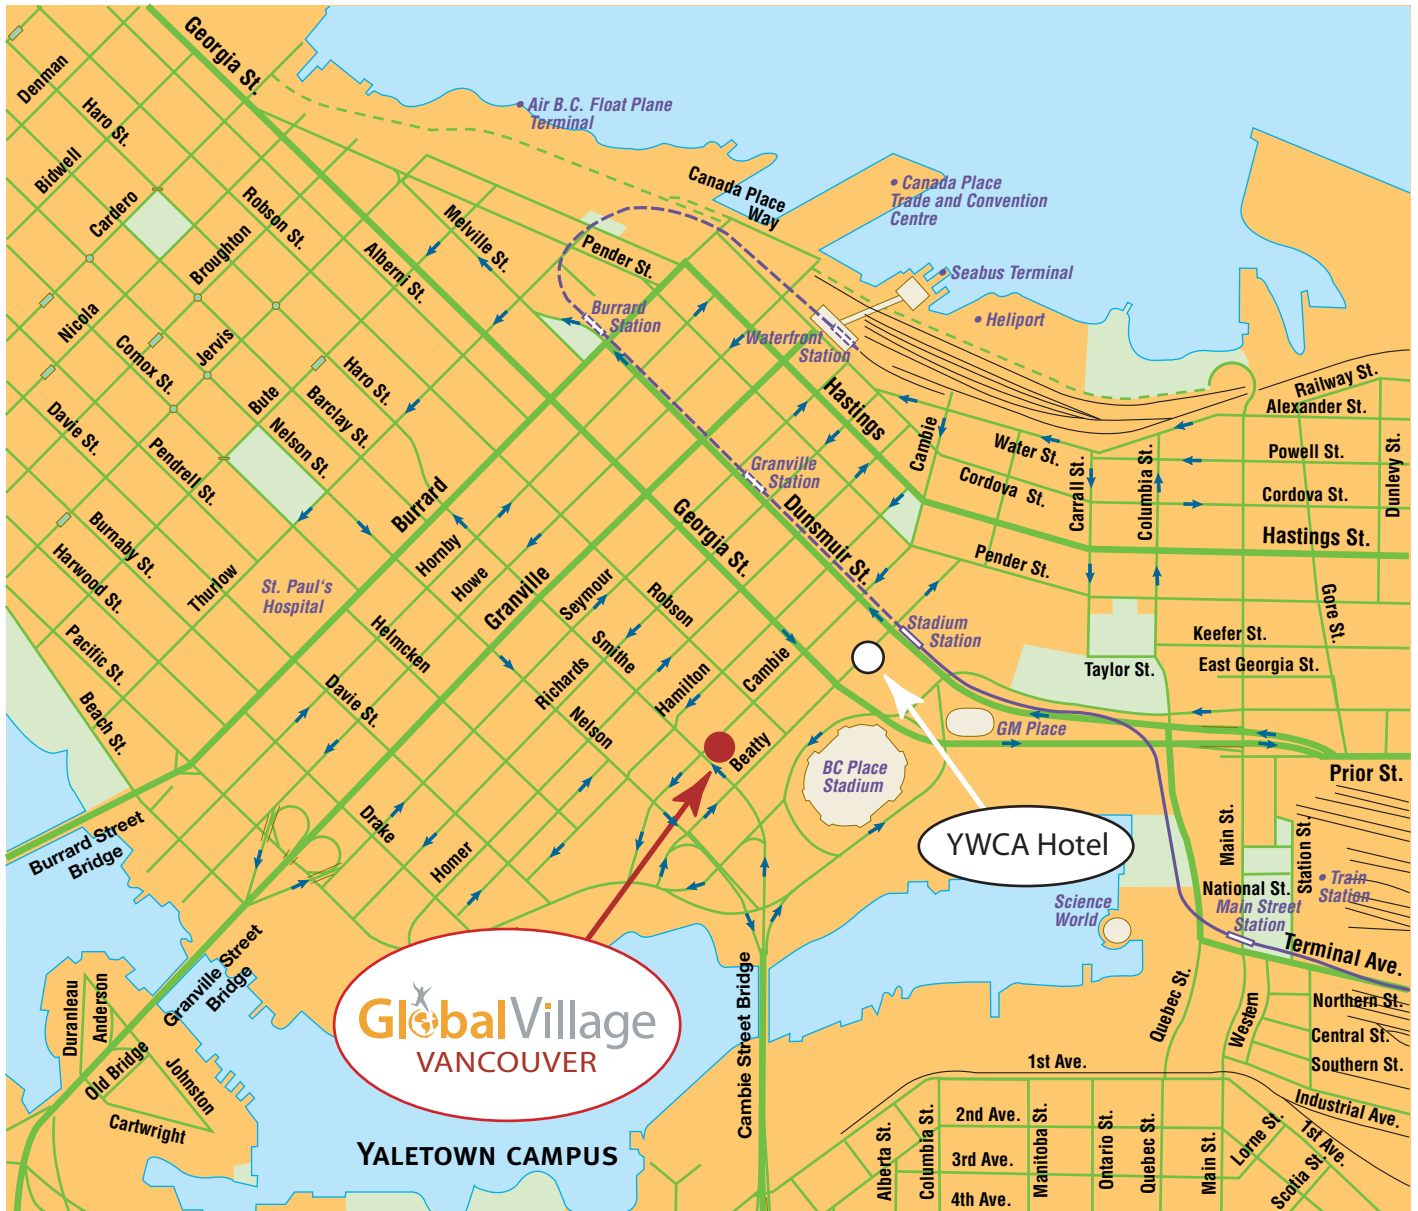 Georgia St.
Denman
Haro St.
Bidwell
Cardero
Robson St.
Broughton
Alberni St.
Melville St.
Nicola
Comox St.
Jervis
Bute
Haro St.
Barclay St.
Nelson St.
Davie St.
Pendrell St.
Burnaby St.
Harwood St.
Thurlow
Pacific St.
Beach St.
St. Paul's
Hospital
Burrard
Hornby
Howe
Granville
Helmcken
Davie St.
Seymour
Smithe
Richards
Nelson
Robson
Hamilton
Cambie
Beatty
Drake
Homer
• Air B.C. Float Plane
Terminal
Canada Place
Way
• Canada Place
Trade and Convention
Centre
• Seabus Terminal
• Heliport
Pender St.
Burrard
Station
Waterfront
Station
Hastings
Granville
Station
Dunsmuir St.
Georgia St.
Cambie
Water St.
Cordova St.
Pender St.
Carrall St.
Columbia St.
Railway St.
Alexander St.
Powell St.
Cordova St.
Dunlevy St.
Hastings St.
Gore St.
Keefer St.
East Georgia St.
Taylor St.
Stadium
Station
GM Place
BC Place
Stadium
YWCA Hotel
Prior St.
Main St.
Station St.
• Train
Station
National St.
Main Street
Station
Science
World
Terminal Ave.
Northern St.
Central St.
Southern St.
Industrial Ave.
Quebec St.
Western
1st Ave.
2nd Ave.
3rd Ave.
4th Ave.
Alberta St.
Columbia St.
Manitoba St.
Ontario St.
Quebec St.
Main St.
Lorne St.
1st Ave.
Scotia St.
Burrard Street
Bridge
Granville Street
Bridge
Cambie Street Bridge
Duranleau
Anderson
Old Bridge
Johnston
Cartwright
Global Village
VANCOUVER
YALETOWN CAMPUS